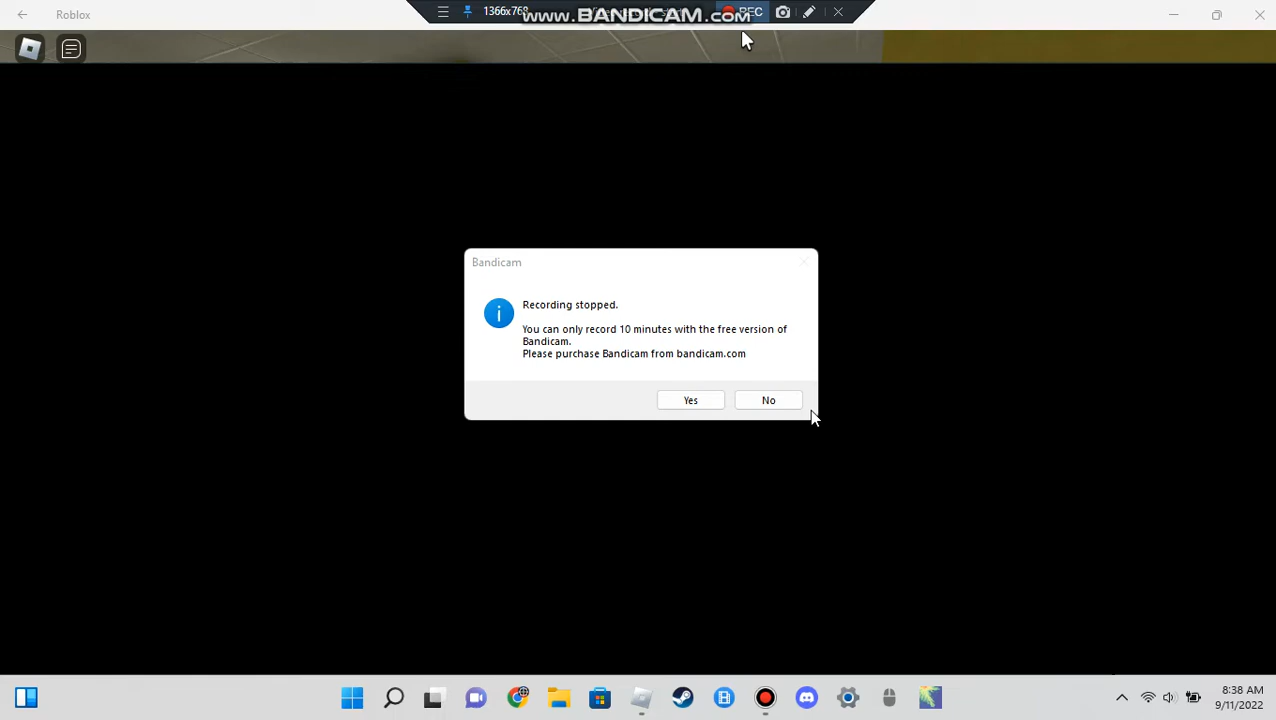 Roblox
1366x768
www.BANDICAM.com
REC
Bandicam
Recording stopped.
You can only record 10 minutes with the free version of
Bandicam.
Please purchase Bandicam from bandicam.com
Yes
No
8:38 AM
9/11/2022